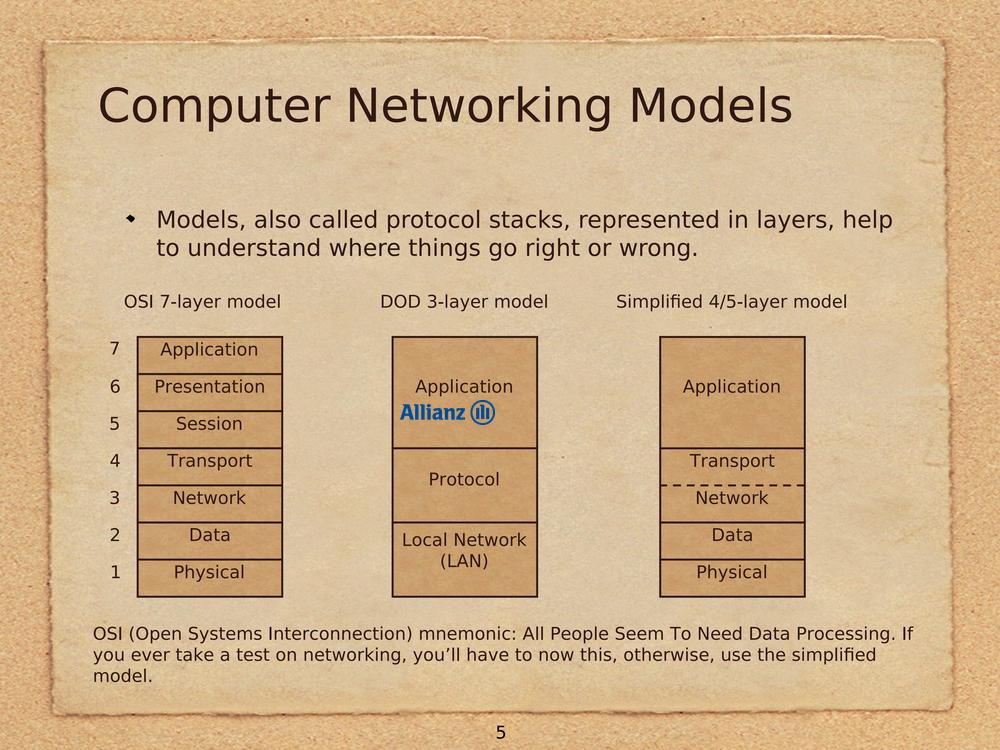 Computer Networking Models
Models, also called protocol stacks, represented in layers, help
to understand where things go right or wrong.
OSI 7-layer model
DOD 3-layer model
Simplified 4/5-layer model
7 Application
6 Presentation
5 Session
4 Transport
3 Network
2 Data
1 Physical
Application
Allianz
Protocol
Local Network
(LAN)
Application
Transport
Network
Data
Physical
OSI (Open Systems Interconnection) mnemonic: All People Seem To Need Data Processing. If
you ever take a test on networking, you’ll have to now this, otherwise, use the simplified
model.
5